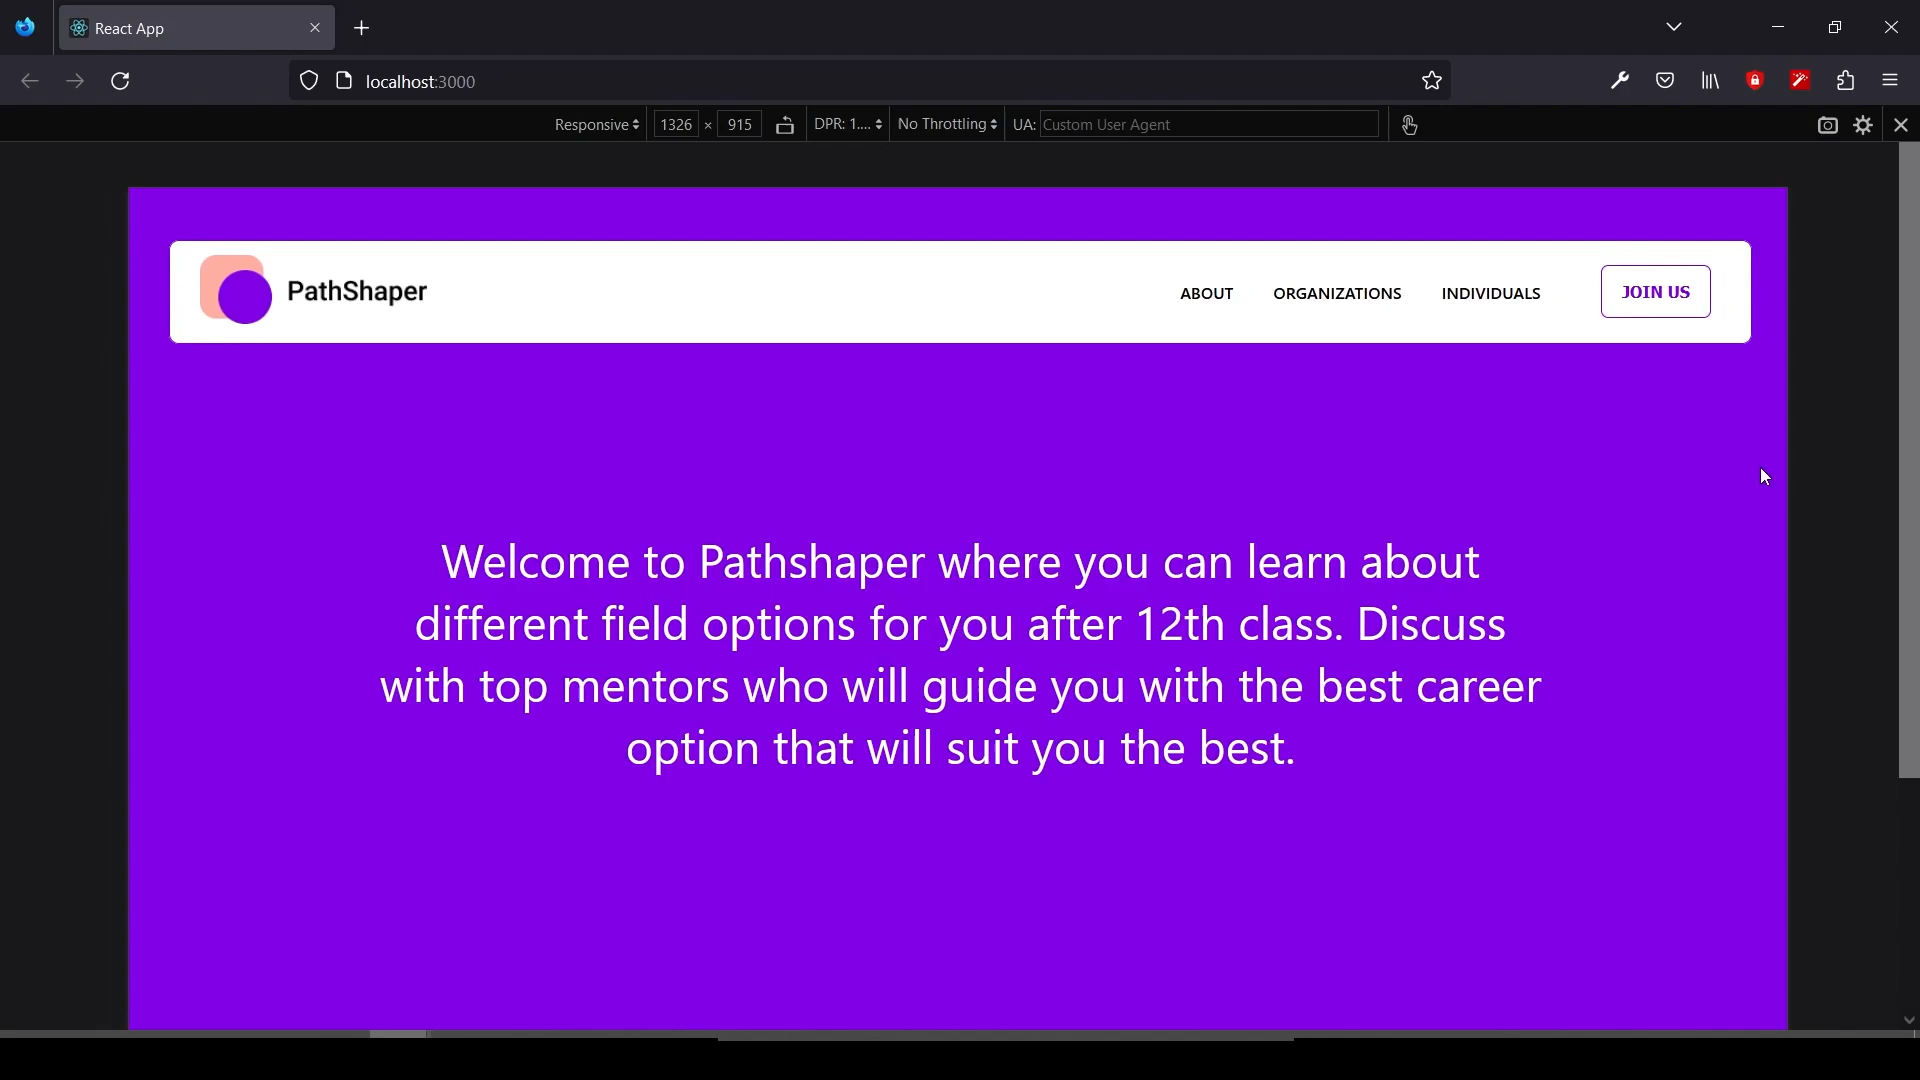 React App
localhost:3000
Responsive 1326 × 915 DPR: 1.... No Throttling UA: Custom User Agent
PathShaper ABOUT ORGANIZATIONS INDIVIDUALS JOIN US
Welcome to Pathshaper where you can learn about
different field options for you after 12th class. Discuss
with top mentors who will guide you with the best career
option that will suit you the best.